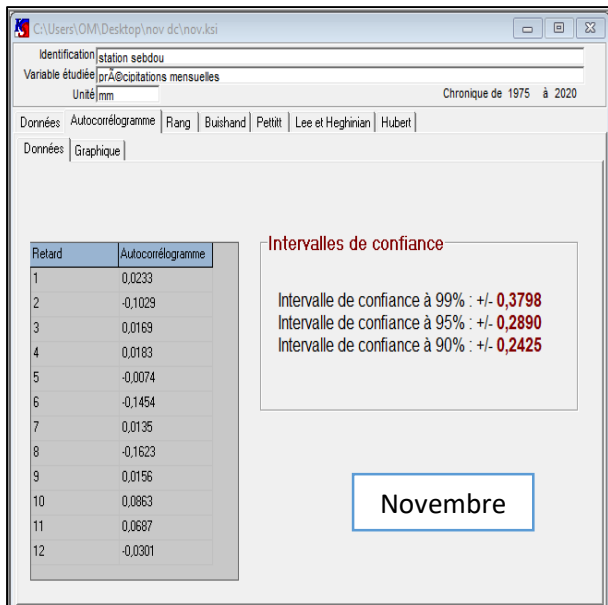 C:\Users\OM\Desktop\nov dc\nov.ksi
Identification station sebdou
Variable étudiée prÃ©cipitations mensuelles
Unité mm Chronique de 1975 à 2020
Données Autocorrélogramme Rang Buishand Pettitt Lee et Heghinian Hubert
Données Graphique
Retard Autocorrélogramme
1 0,0233
2 -0,1029
3 0,0169
4 0,0183
5 -0,0074
6 -0,1454
7 0,0135
8 -0,1623
9 0,0156
10 0,0863
11 0,0687
12 -0,0301
Intervalles de confiance
Intervalle de confiance à 99% : +/- 0,3798
Intervalle de confiance à 95% : +/- 0,2890
Intervalle de confiance à 90% : +/- 0,2425
Novembre